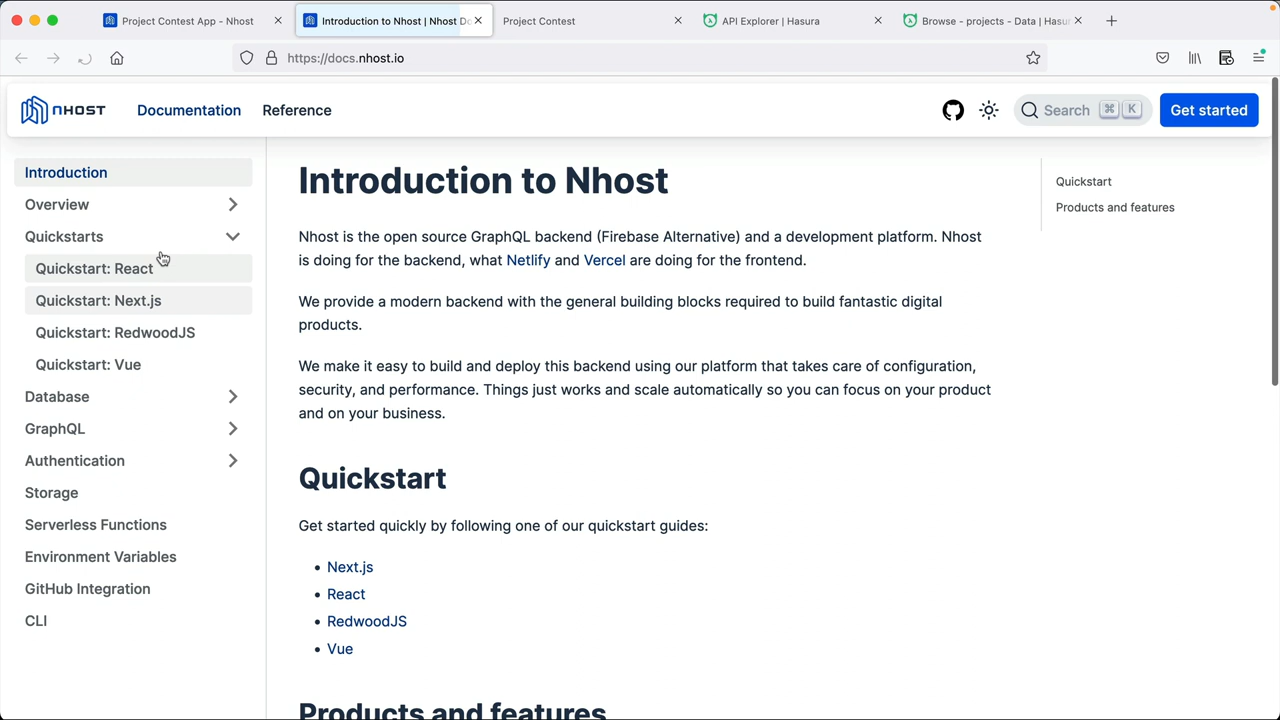 Project Contest App - Nhost
Introduction to Nhost | Nhost Do
Project Contest
API Explorer | Hasura
Browse - projects - Data | Hasur
https://docs.nhost.io
nHOST
Documentation
Reference
Search
⌘
K
Get started
Introduction
Overview
Quickstarts
Quickstart: React
Quickstart: Next.js
Quickstart: RedwoodJS
Quickstart: Vue
Database
GraphQL
Authentication
Storage
Serverless Functions
Environment Variables
GitHub Integration
CLI
Introduction to Nhost
Nhost is the open source GraphQL backend (Firebase Alternative) and a development platform. Nhost
is doing for the backend, what Netlify and Vercel are doing for the frontend.
We provide a modern backend with the general building blocks required to build fantastic digital
products.
We make it easy to build and deploy this backend using our platform that takes care of configuration,
security, and performance. Things just works and scale automatically so you can focus on your product
and on your business.
Quickstart
Get started quickly by following one of our quickstart guides:
• Next.js
• React
• RedwoodJS
• Vue
Products and features
Quickstart
Products and features